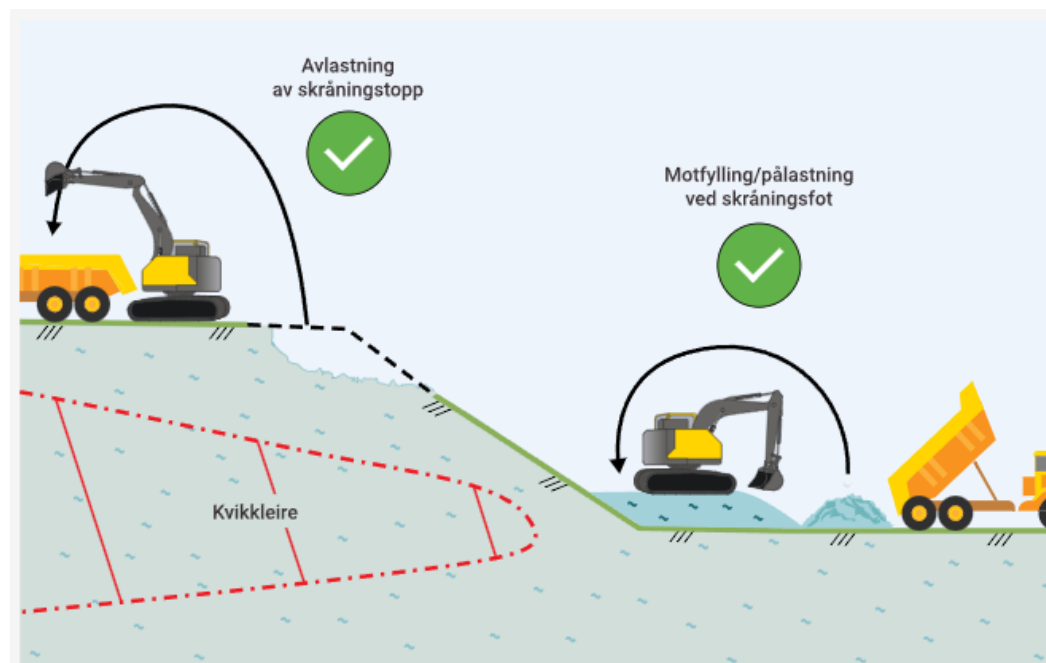 Avlastning
av skråningstopp
Motfylling/pålastning
ved skråningsfot
Kvikkleire